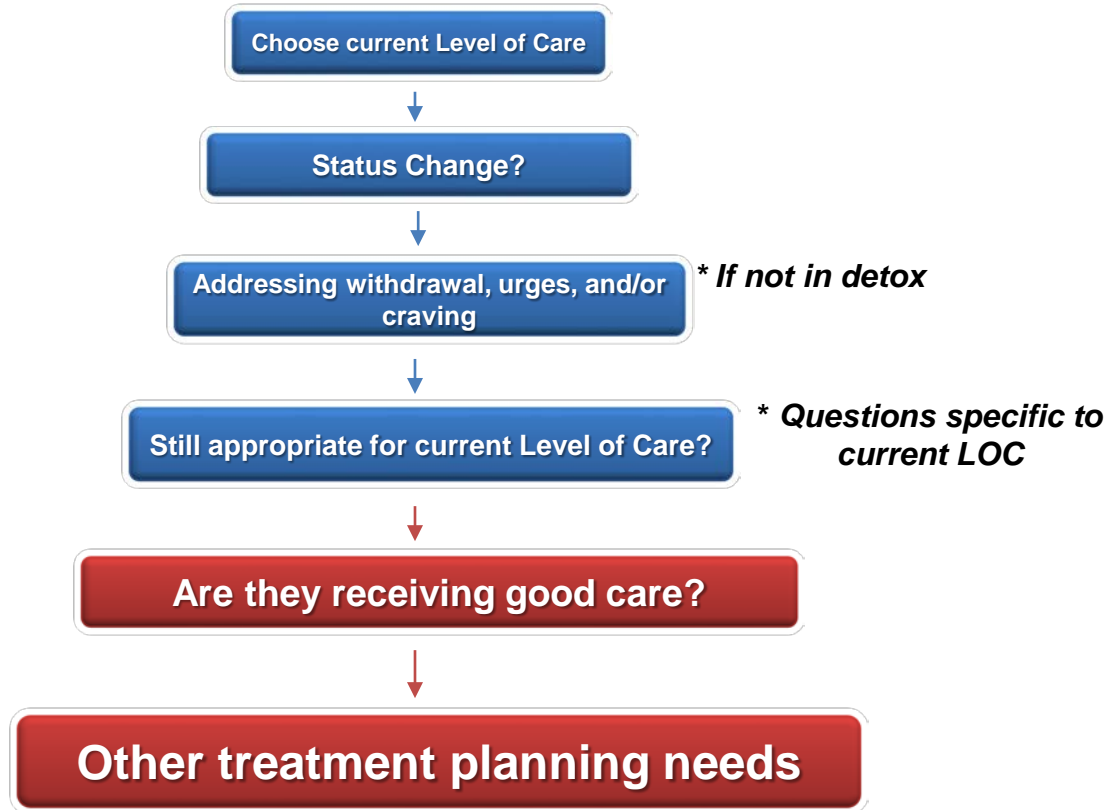 Choose current Level of Care
Status Change?
Addressing withdrawal, urges, and/or
craving
* If not in detox
Still appropriate for current Level of Care?
* Questions specific to
current LOC
Are they receiving good care?
Other treatment planning needs